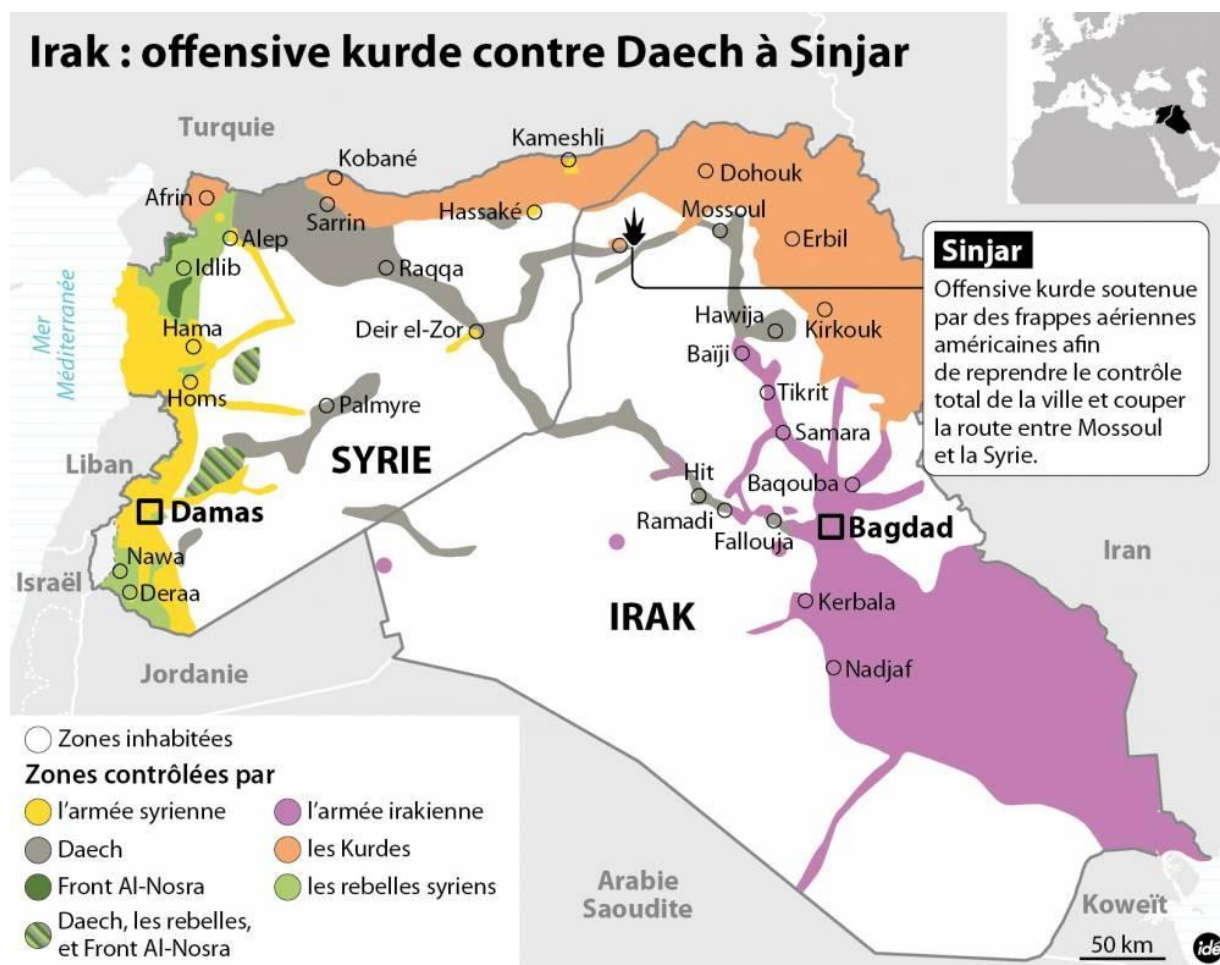 Irak : offensive kurde contre Daech à Sinjar
Turquie
Kameshli
Kobané
Afrin
Sarrin
Hassaké
Dohouk
Mossoul
Erbil
Alep
Idlib
Raqqa
Mer
Méditerranée
Hama
Deir el-Zor
Hawija
Kirkouk
Baïji
Homs
Palmyre
Tikrit
Samara
Liban
SYRIE
Hit
Baqouba
Damas
Ramadi
Fallouja
Bagdad
Iran
Nawa
Israël
Deraa
IRAK
Kerbala
Jordanie
Nadjaf
Arabie
Saoudite
Koweït
Sinjar
Offensive kurde soutenue
par des frappes aériennes
américaines afin
de reprendre le contrôle
total de la ville et couper
la route entre Mossoul
et la Syrie.
Zones inhabitées
Zones contrôlées par
l'armée syrienne
Daech
Front Al-Nosra
Daech, les rebelles,
et Front Al-Nosra
l'armée irakienne
les Kurdes
les rebelles syriens
50 km
idé